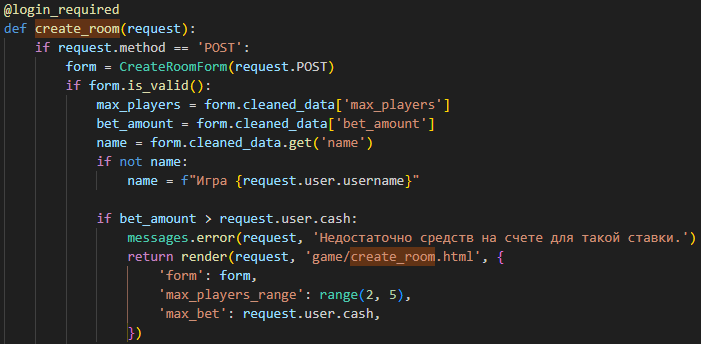 @login_required
def create_room(request):
    if request.method == 'POST':
        form = CreateRoomForm(request.POST)
        if form.is_valid():
            max_players = form.cleaned_data['max_players']
            bet_amount = form.cleaned_data['bet_amount']
            name = form.cleaned_data.get('name')
            if not name:
                name = f"Игра {request.user.username}"

            if bet_amount > request.user.cash:
                messages.error(request, 'Недостаточно средств на счете для такой ставки.')
                return render(request, 'game/create_room.html', {
                    'form': form,
                    'max_players_range': range(2, 5),
                    'max_bet': request.user.cash,
                })